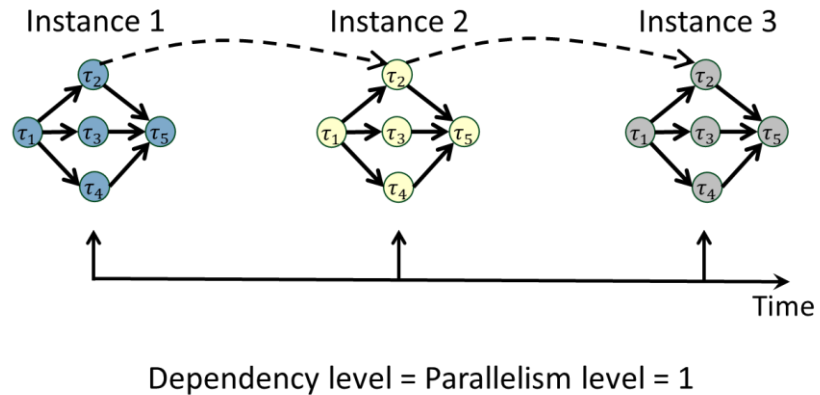 Instance 1 Instance 2 Instance 3
τ2 τ2 τ2
τ1 τ3 τ5 τ1 τ3 τ5 τ1 τ3 τ5
τ4 τ4 τ4
Time
Dependency level = Parallelism level = 1